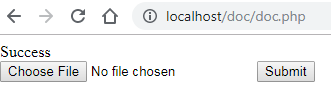 localhost/doc/doc.php
Success
Choose File No file chosen Submit